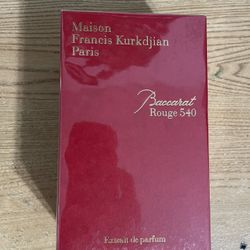 Maison
Francis Kurkdjian
Paris
Baccarat
Rouge 540
Extrait de parfum